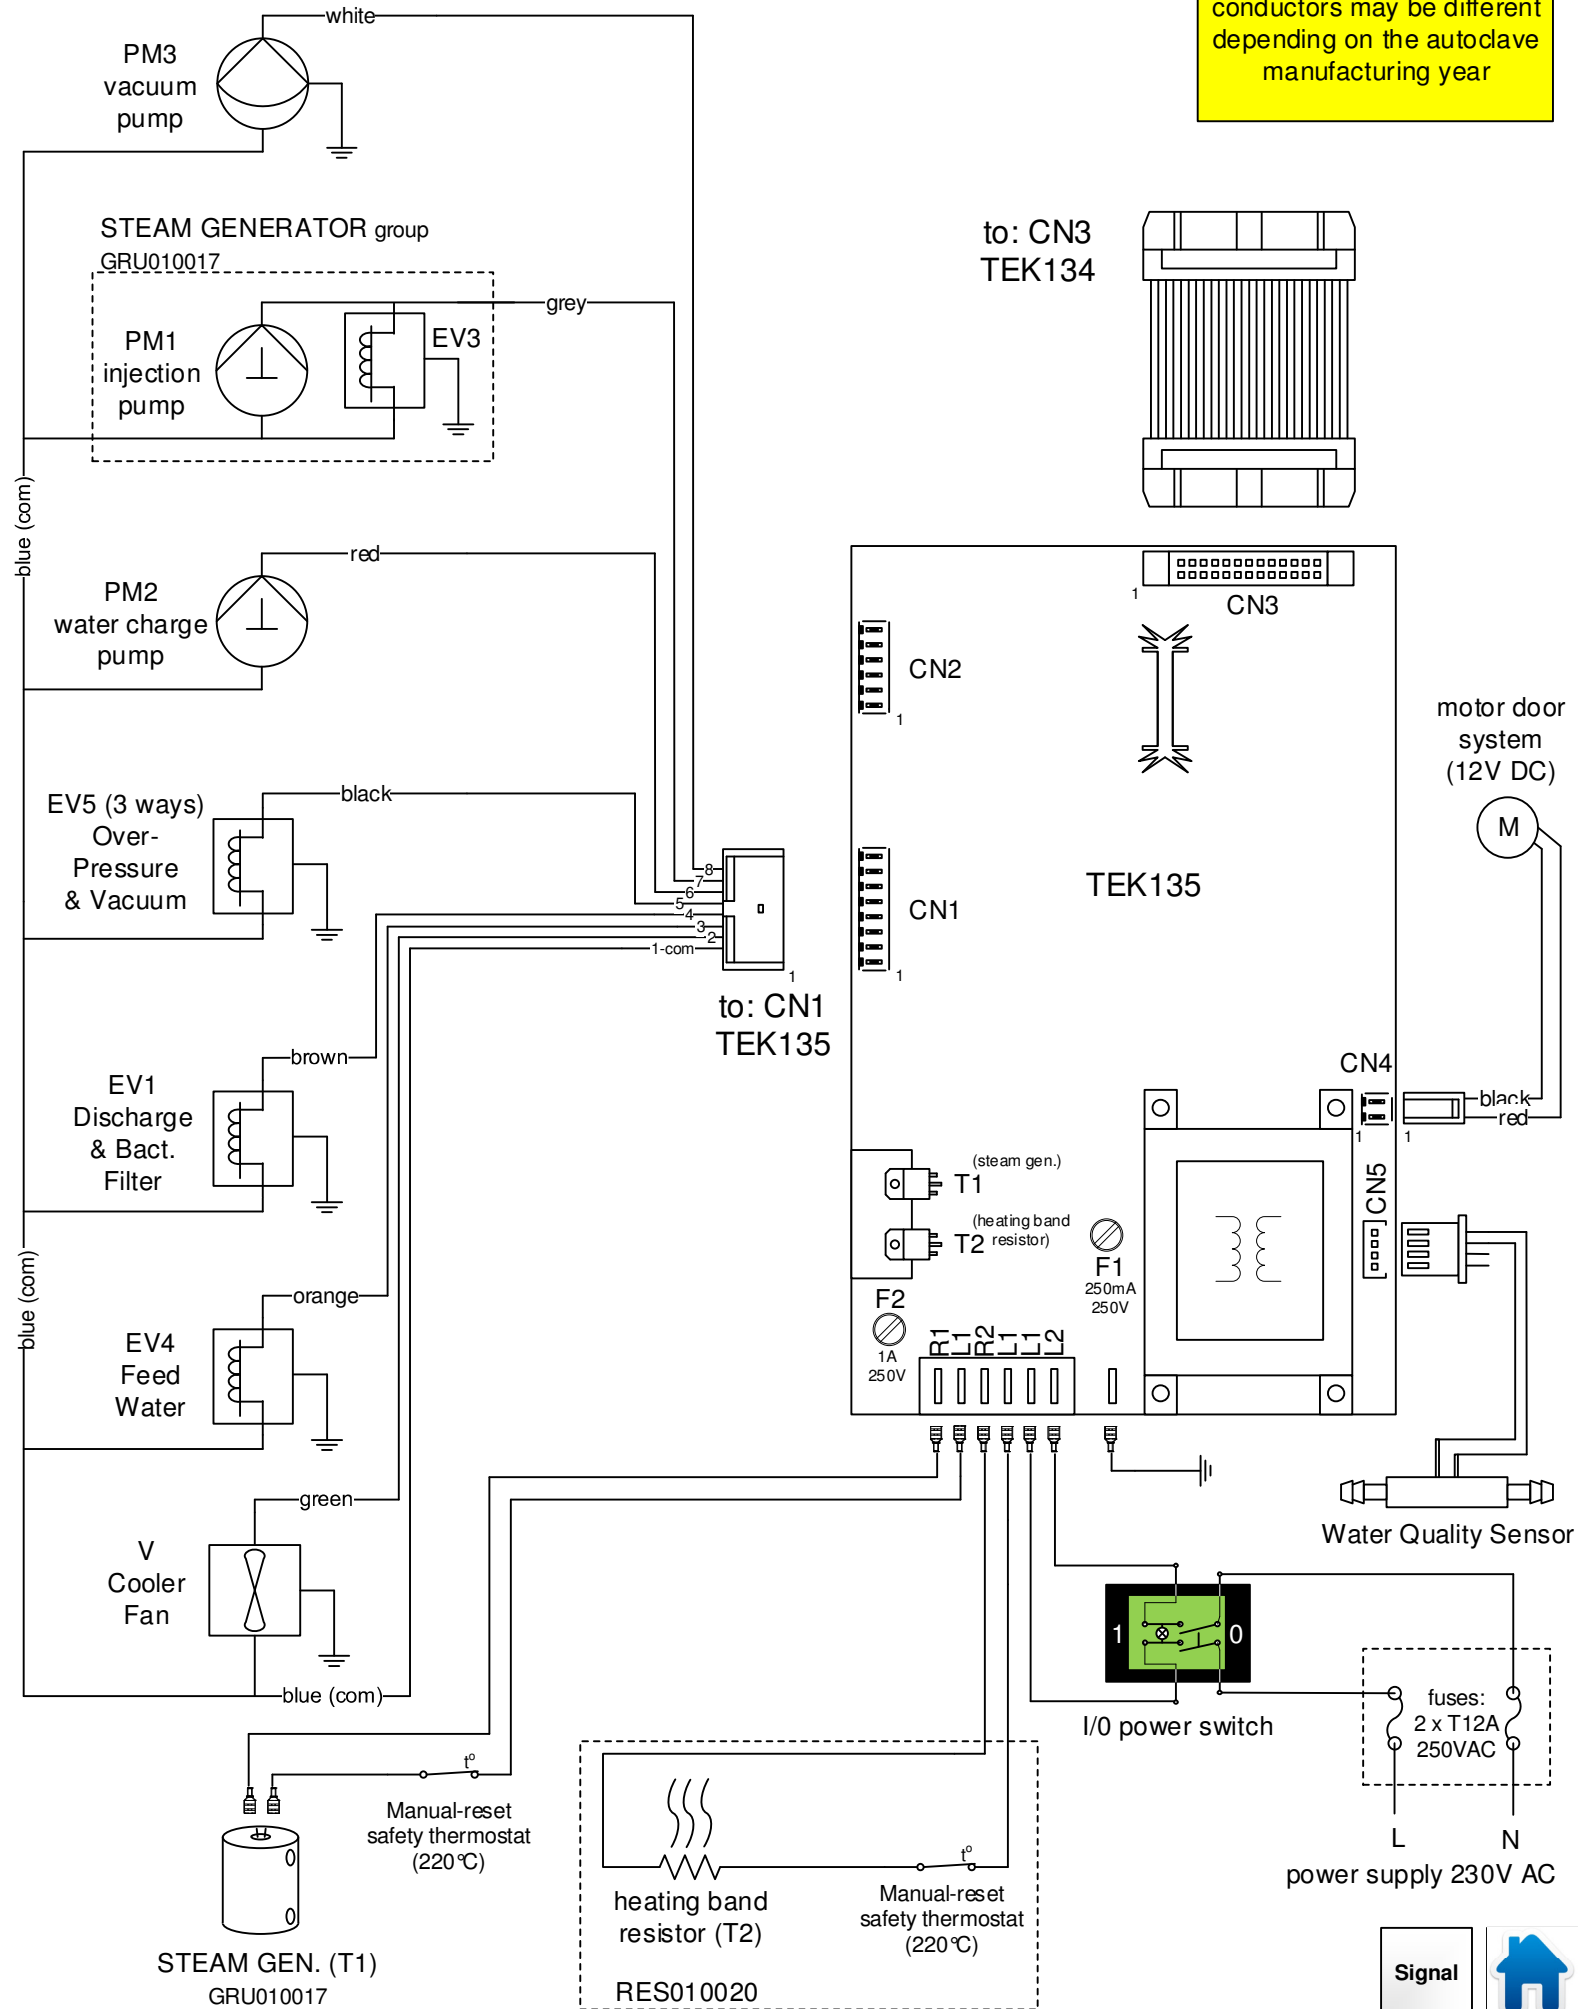 conductors may be different
depending on the autoclave
manufacturing year
white
PM3
vacuum
pump
STEAM GENERATOR group
GRU010017
grey
PM1
injection
pump
EV3
to: CN3
TEK134
blue (com)
red
PM2
water charge
pump
1
CN3
CN2
1
motor door
system
(12V DC)
M
black
EV5 (3 ways)
Over-
Pressure
& Vacuum
8
7
6
5
4
3
2
1-com
1
to: CN1
TEK135
CN1
1
TEK135
brown
EV1
Discharge
& Bact.
Filter
CN4
black
red
1
1
CN5
(steam gen.)
T1
(heating band
resistor)
T2
F1
250mA
250V
F2
1A
250V
R1
L1
R2
L1
L1
L2
blue (com)
orange
EV4
Feed
Water
green
V
Cooler
Fan
blue (com)
Water Quality Sensor
1
0
I/0 power switch
fuses:
2 x T12A
250VAC
L
N
power supply 230V AC
t°
Manual-reset
safety thermostat
(220°C)
STEAM GEN. (T1)
GRU010017
heating band
resistor (T2)
t°
Manual-reset
safety thermostat
(220°C)
RES010020
Signal